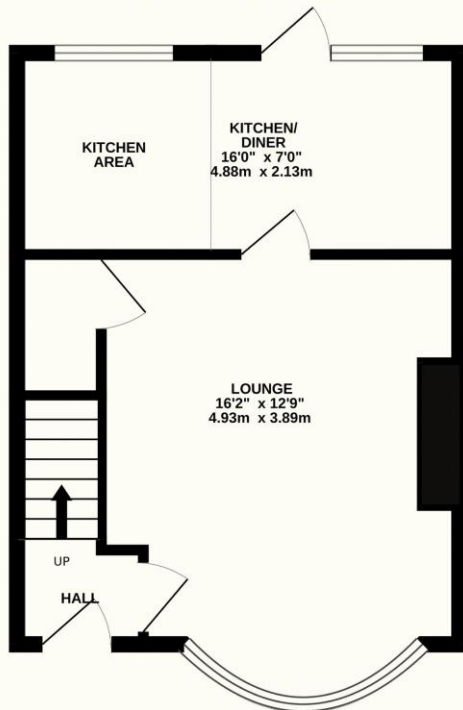 KITCHEN
AREA
KITCHEN/
DINER
16'0" x 7'0"
4.88m x 2.13m
LOUNGE
16'2" x 12'9"
4.93m x 3.89m
UP
HALL